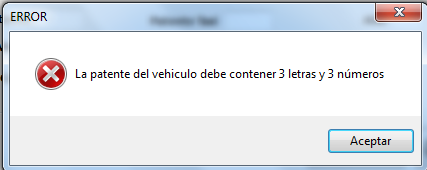 ERROR
La patente del vehiculo debe contener 3 letras y 3 números
Aceptar